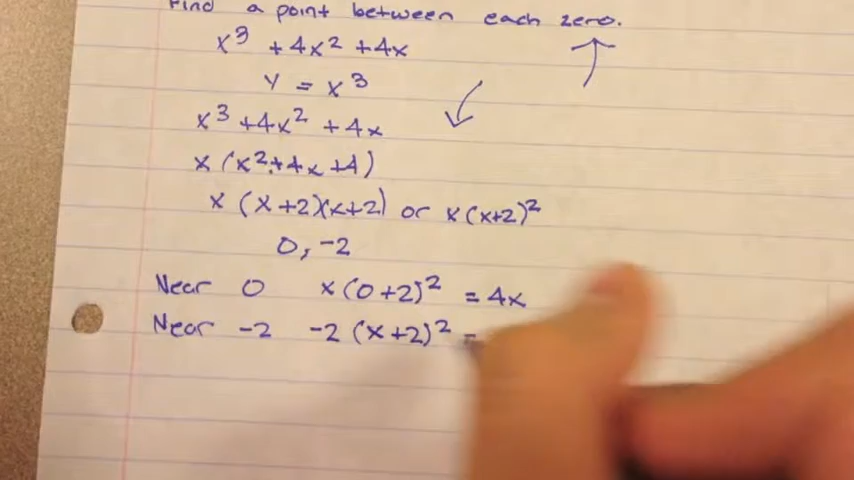 Find a point between each zero.
x³ + 4x² + 4x
y = x³
x³ + 4x² + 4x
x (x² + 4x + 4)
x (x + 2)(x + 2) or x (x+2)²
0, -2
Near 0 x (0 + 2)² = 4x
Near -2 -2 (x + 2)² =